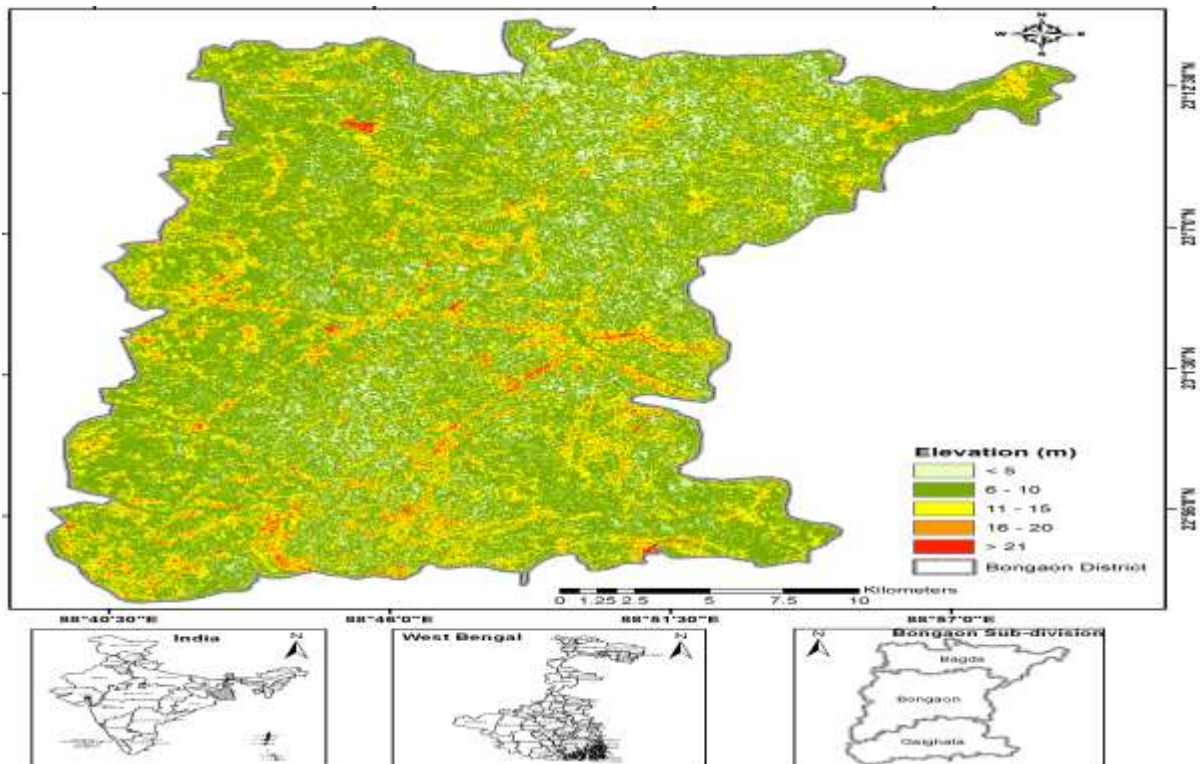 N
W
E
S
23°12'30"N
23°7'0"N
23°1'30"N
22°56'0"N
Elevation (m)
< 5
6 - 10
11 - 15
16 - 20
> 21
Bongaon District
Kilometers
0 1.25 2.5 5 7.5 10
88°40'30"E 88°46'0"E 88°51'30"E 88°57'0"E
India
N
West Bengal
N
Bongaon Sub-division
N
Bagda
Bongaon
Gaighata